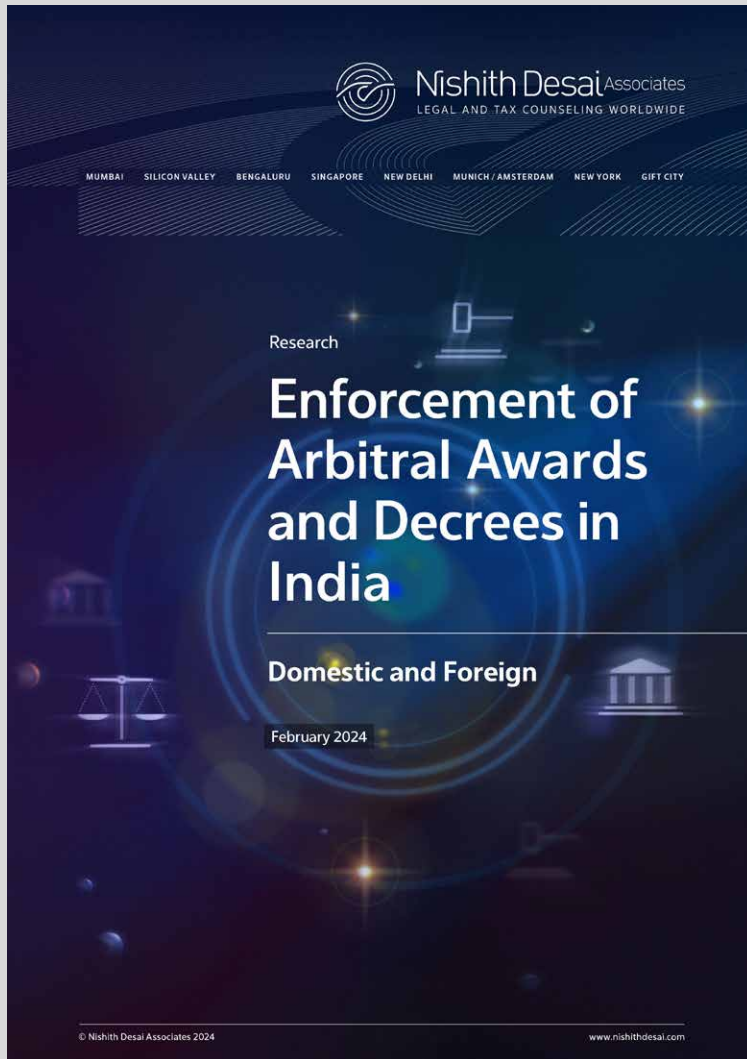 Nishith Desai Associates
LEGAL AND TAX COUNSELING WORLDWIDE
MUMBAI SILICON VALLEY BENGALURU SINGAPORE NEW DELHI MUNICH / AMSTERDAM NEW YORK GIFT CITY
Research
Enforcement of
Arbitral Awards
and Decrees in
India
Domestic and Foreign
February 2024
© Nishith Desai Associates 2024 www.nishithdesai.com